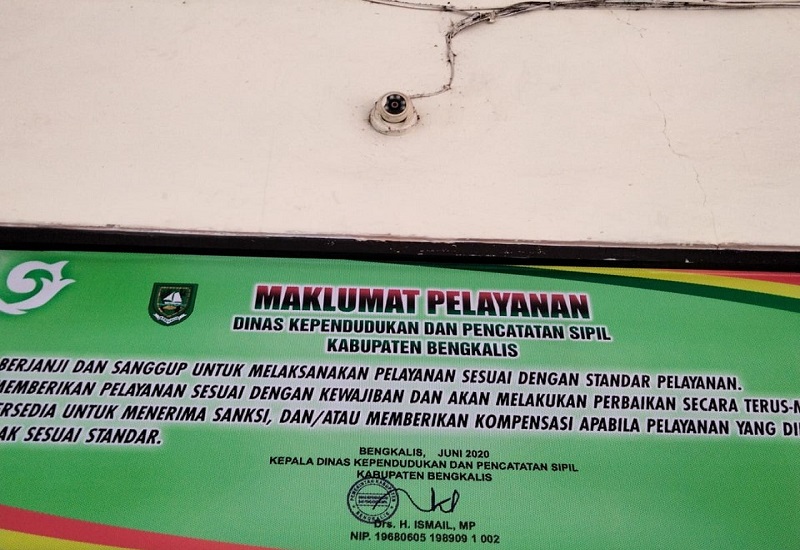 MAKLUMAT PELAYANAN
DINAS KEPENDUDUKAN DAN PENCATATAN SIPIL
KABUPATEN BENGKALIS
BERJANJI DAN SANGGUP UNTUK MELAKSANAKAN PELAYANAN SESUAI DENGAN STANDAR PELAYANAN.
MEMBERIKAN PELAYANAN SESUAI DENGAN KEWAJIBAN DAN AKAN MELAKUKAN PERBAIKAN SECARA TERUS-M
ERSEDIA UNTUK MENERIMA SANKSI, DAN/ATAU MEMBERIKAN KOMPENSASI APABILA PELAYANAN YANG DI
AK SESUAI STANDAR.
BENGKALIS, JUNI 2020
KEPALA DINAS KEPENDUDUKAN DAN PENCATATAN SIPIL
KABUPATEN BENGKALIS
Drs. H. ISMAIL, MP
NIP. 19680605 198909 1 002